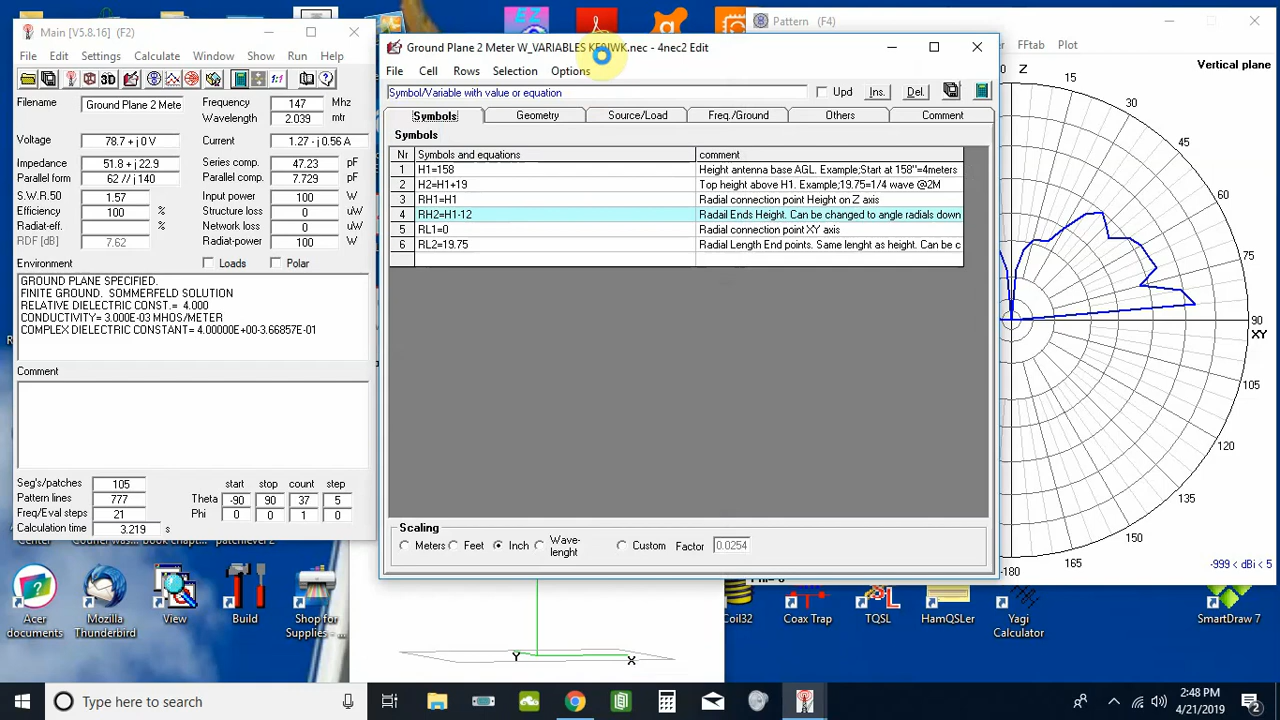 Main [V5.8.16] (F2)
File Edit Settings Calculate Window Show Run Help
3D
1:1
Filename Ground Plane 2 Mete
Frequency 147 Mhz
Wavelength 2.039 mtr
Voltage 78.7 + j 0 V
Current 1.27 - j 0.56 A
Impedance 51.8 + j 22.9
Series comp. 47.23 pF
Parallel form 62 // j 140
Parallel comp. 7.729 pF
S.W.R.50 1.57
Input power 100 W
Efficiency 100 %
Structure loss 0 uW
Radiat-eff. %
Network loss 0 uW
RDF [dB] 7.62
Radiat-power 100 W
Environment Loads Polar
GROUND PLANE SPECIFIED.
FINITE GROUND. SOMMERFELD SOLUTION
RELATIVE DIELECTRIC CONST.= 4.000
CONDUCTIVITY= 3.000E-03 MHOS/METER
COMPLEX DIELECTRIC CONSTANT= 4.00000E+00-3.66857E-01
Comment
Seg's/patches 105
Pattern lines 777
Freq/Eval steps 21
Calculation time 3.219 s
start stop count step
Theta -90 90 37 5
Phi 0 0 1 0
Ground Plane 2 Meter W_VARIABLES .nec - 4nec2 Edit
File Cell Rows Selection Options
Symbol/Variable with value or equation
Upd Ins. Del.
Symbols Geometry Source/Load Freq./Ground Others Comment
Symbols
Nr Symbols and equations comment
1 H1=158 Height antenna base AGL. Example;Start at 158"=4meters
2 H2=H1+19 Top height above H1. Example;19.75=1/4 wave @2M
3 RH1=H1 Radial connection point Height on Z axis
4 RH2=H1-12 Radail Ends Height. Can be changed to angle radials down
5 RL1=0 Radial connection point XY axis
6 RL2=19.75 Radial Length End points. Same lenght as height. Can be c
Scaling
Meters Feet Inch Wave-lenght Custom Factor 0.0254
Pattern (F4)
FFtab Plot
Vertical plane
Z
15
30
45
60
75
90
XY
105
120
135
150
165
-180
-999 < dBi < 5
Y X
Center
Acer documents
Mozilla Thunderbird
View
Build
Shop for Supplies - ...
Coil32
Coax Trap
TQSL
HamQSLer
Yagi Calculator
SmartDraw 7
Type here to search
2:48 PM
4/21/2019
2